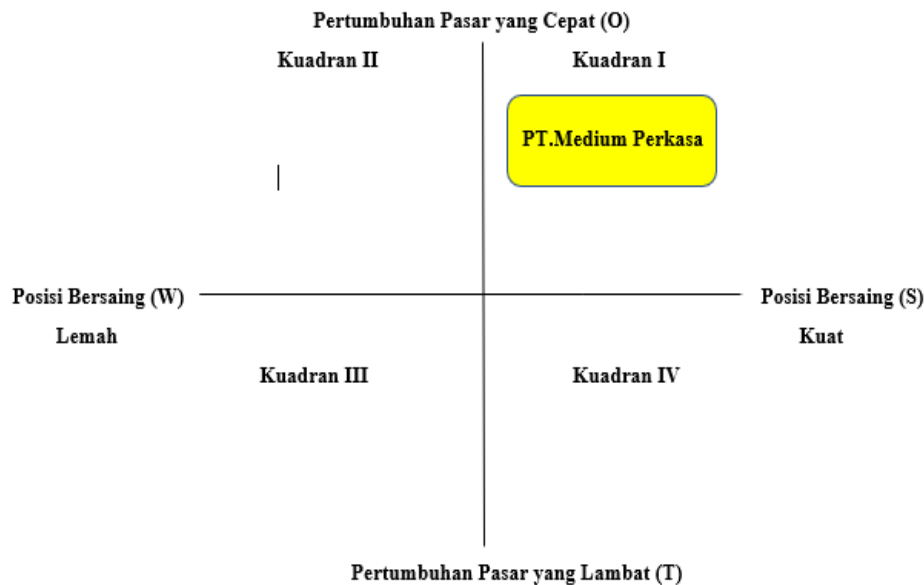 Pertumbuhan Pasar yang Cepat (O)
Kuadran II
Kuadran I
PT.Medium Perkasa
Posisi Bersaing (W)
Lemah
Posisi Bersaing (S)
Kuat
Kuadran III
Kuadran IV
Pertumbuhan Pasar yang Lambat (T)